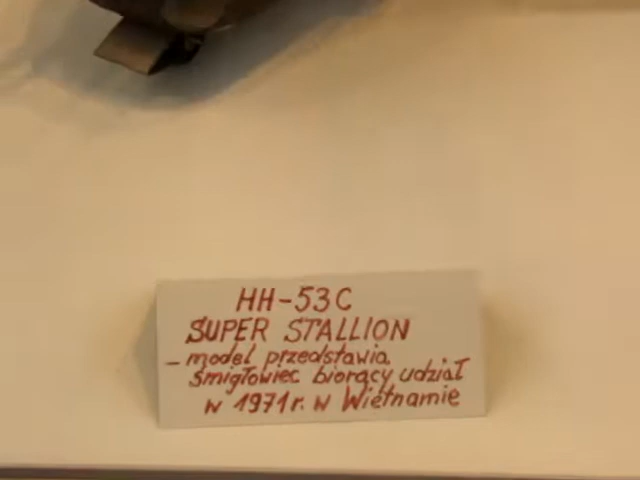 HH-53C
SUPER STALLION
- model przedstawia
śmigłowiec biorący udział
w 1971r. w Wietnamie